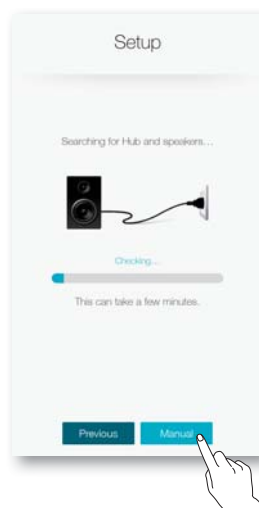 Setup
Searching for Hub and speakers...
Checking...
This can take a few minutes.
Previous
Manual